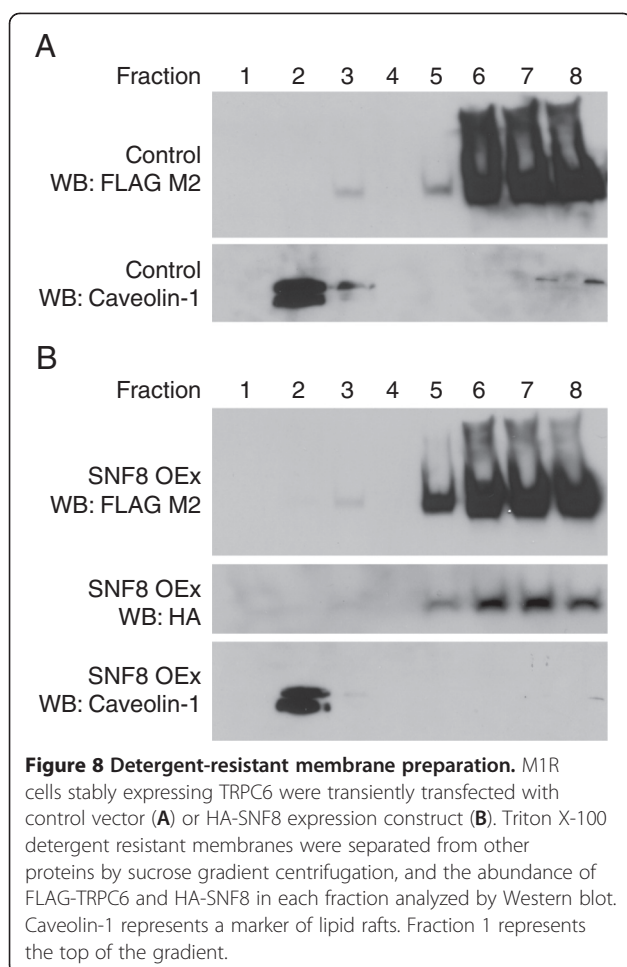 A
Fraction 1 2 3 4 5 6 7 8
Control
WB: FLAG M2
Control
WB: Caveolin-1
B
Fraction 1 2 3 4 5 6 7 8
SNF8 OEx
WB: FLAG M2
SNF8 OEx
WB: HA
SNF8 OEx
WB: Caveolin-1
Figure 8 Detergent-resistant membrane preparation. M1R
cells stably expressing TRPC6 were transiently transfected with
control vector (A) or HA-SNF8 expression construct (B). Triton X-100
detergent resistant membranes were separated from other
proteins by sucrose gradient centrifugation, and the abundance of
FLAG-TRPC6 and HA-SNF8 in each fraction analyzed by Western blot.
Caveolin-1 represents a marker of lipid rafts. Fraction 1 represents
the top of the gradient.